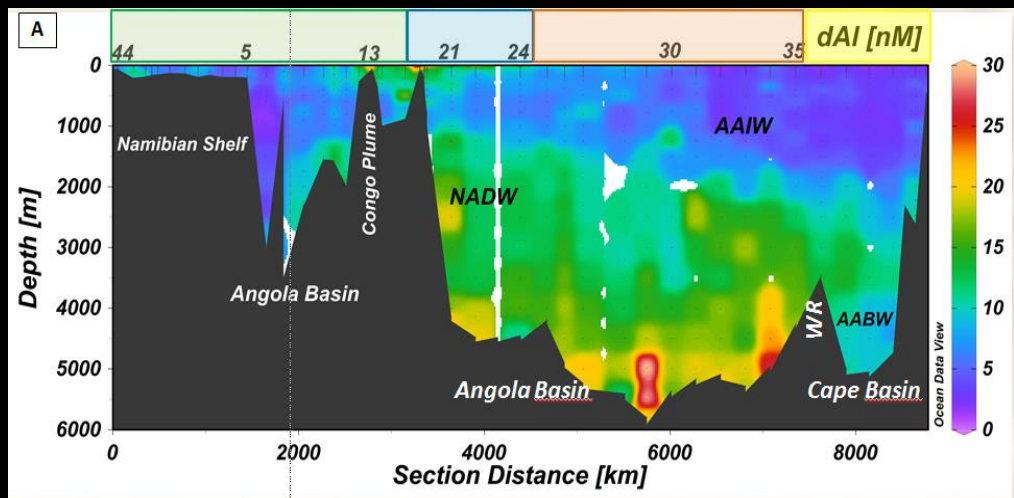 A
44 5 13 21 24 30 35 dAl [nM]
0
1000
2000
3000
4000
5000
6000
Depth [m]
Namibian Shelf
Angola Basin
Congo Plume
NADW
AAIW
Angola Basin
WR
AABW
Cape Basin
0 2000 4000 6000 8000
Section Distance [km]
Ocean Data View
30
25
20
15
10
5
0